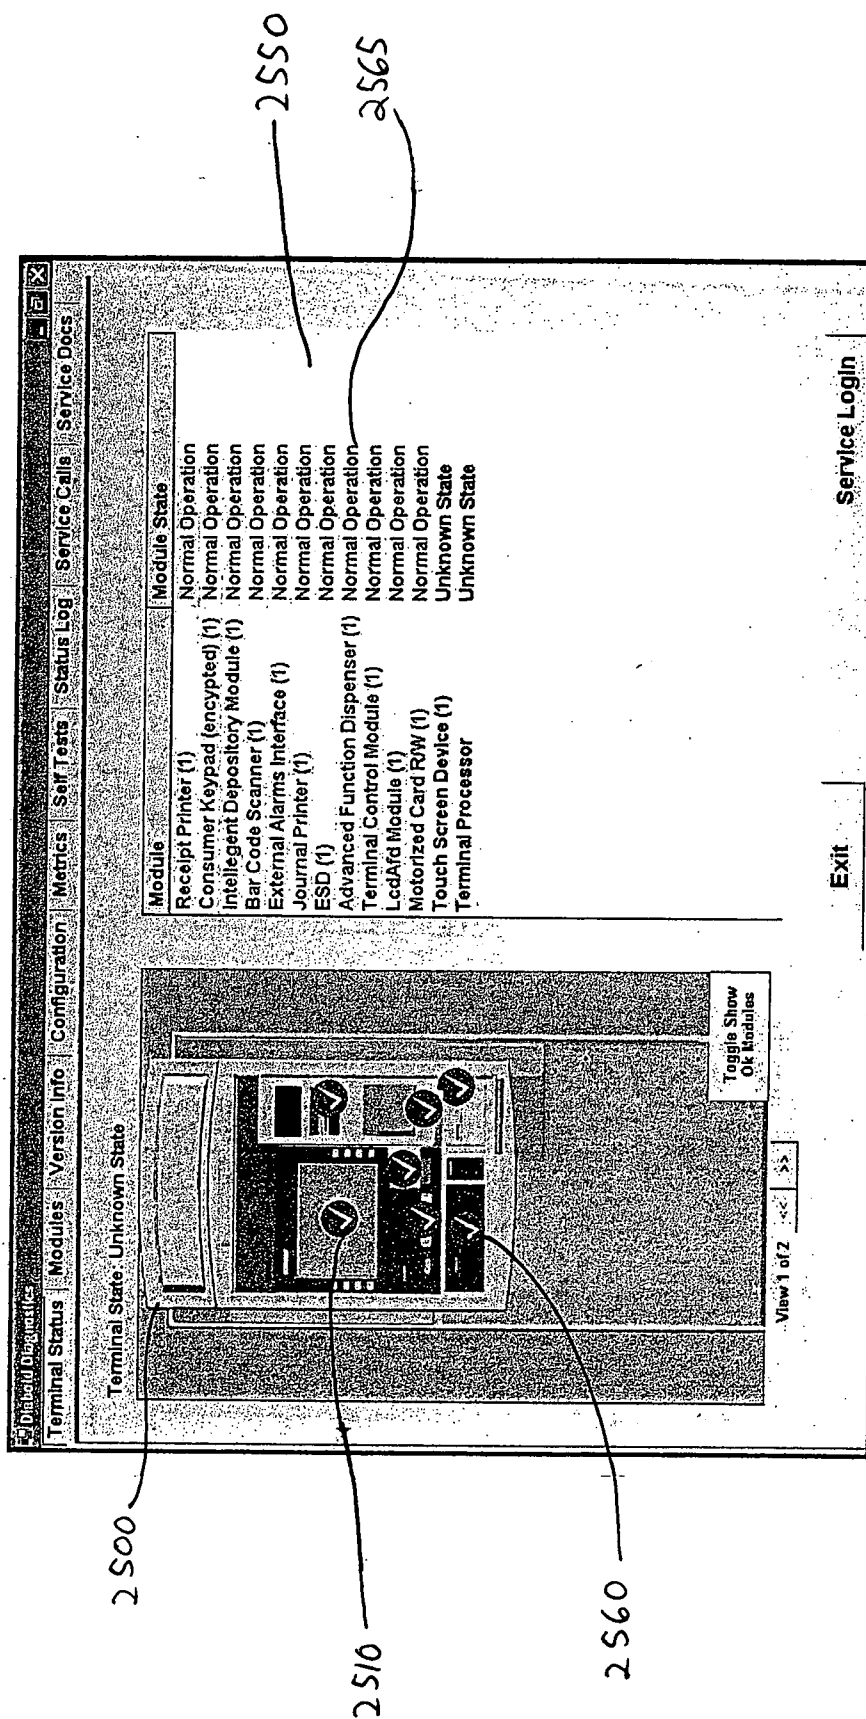 Diebold Diagnostics
Terminal Status Modules Version Info Configuration Metrics Self Tests Status Log Service Calls Service Docs
Terminal State: Unknown State
Module Module State
Receipt Printer (1) Normal Operation
Consumer Keypad (encypted) (1) Normal Operation
Intellegent Depository Module (1) Normal Operation
Bar Code Scanner (1) Normal Operation
External Alarms Interface (1) Normal Operation
Journal Printer (1) Normal Operation
ESD (1) Normal Operation
Advanced Function Dispenser (1) Normal Operation
Terminal Control Module (1) Normal Operation
LcdAfd Module (1) Normal Operation
Motorized Card R/W (1) Normal Operation
Touch Screen Device (1) Unknown State
Terminal Processor Unknown State
Toggle Show
Ok Modules
View 1 of 2 << >>
Exit Service LogIn
2500
2510
2560
2550
2565